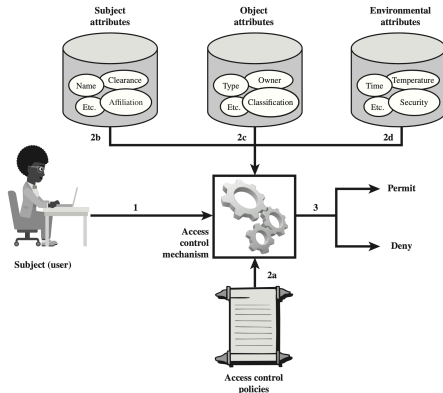 Subject
attributes
Object
attributes
Environmental
attributes
Name
Clearance
Etc.
Affiliation
Type
Owner
Etc.
Classification
Time
Temperature
Etc.
Security
2b
2c
2d
1
3
Permit
Deny
Access
control
mechanism
Subject (user)
2a
Access control
policies